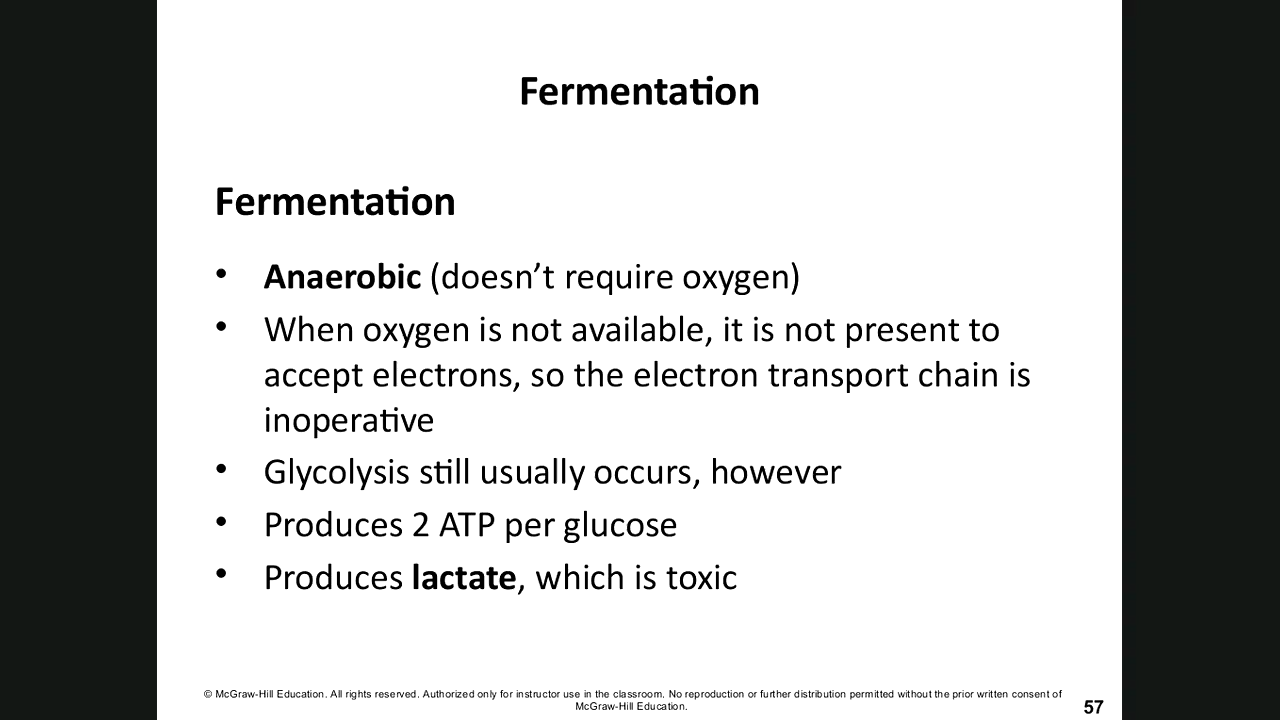 Fermentation
Fermentation
• Anaerobic (doesn’t require oxygen)
• When oxygen is not available, it is not present to
accept electrons, so the electron transport chain is
inoperative
• Glycolysis still usually occurs, however
• Produces 2 ATP per glucose
• Produces lactate, which is toxic
© McGraw-Hill Education. All rights reserved. Authorized only for instructor use in the classroom. No reproduction or further distribution permitted without the prior written consent of
McGraw-Hill Education.
57